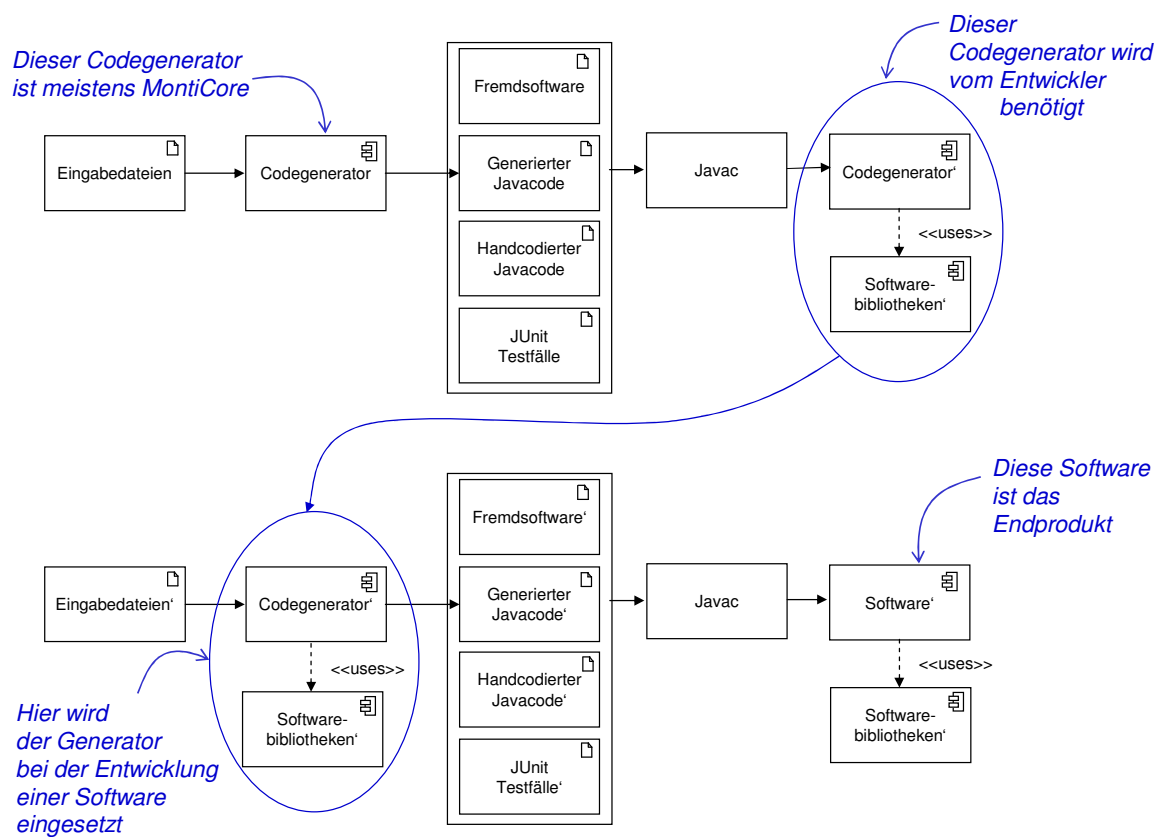 Dieser Codegenerator
ist meistens MontiCore
Dieser
Codegenerator wird
vom Entwickler
benötigt
Eingabedateien
Codegenerator
Fremdsoftware
Generierter
Javacode
Handcodierter
Javacode
JUnit
Testfälle
Javac
Codegenerator‘
<<uses>>
Software-
bibliotheken‘
Diese Software
ist das
Endprodukt
Eingabedateien‘
Codegenerator‘
<<uses>>
Software-
bibliotheken‘
Fremdsoftware‘
Generierter
Javacode‘
Handcodierter
Javacode‘
JUnit
Testfälle‘
Javac
Software‘
<<uses>>
Software-
bibliotheken‘
Hier wird
der Generator
bei der Entwicklung
einer Software
eingesetzt